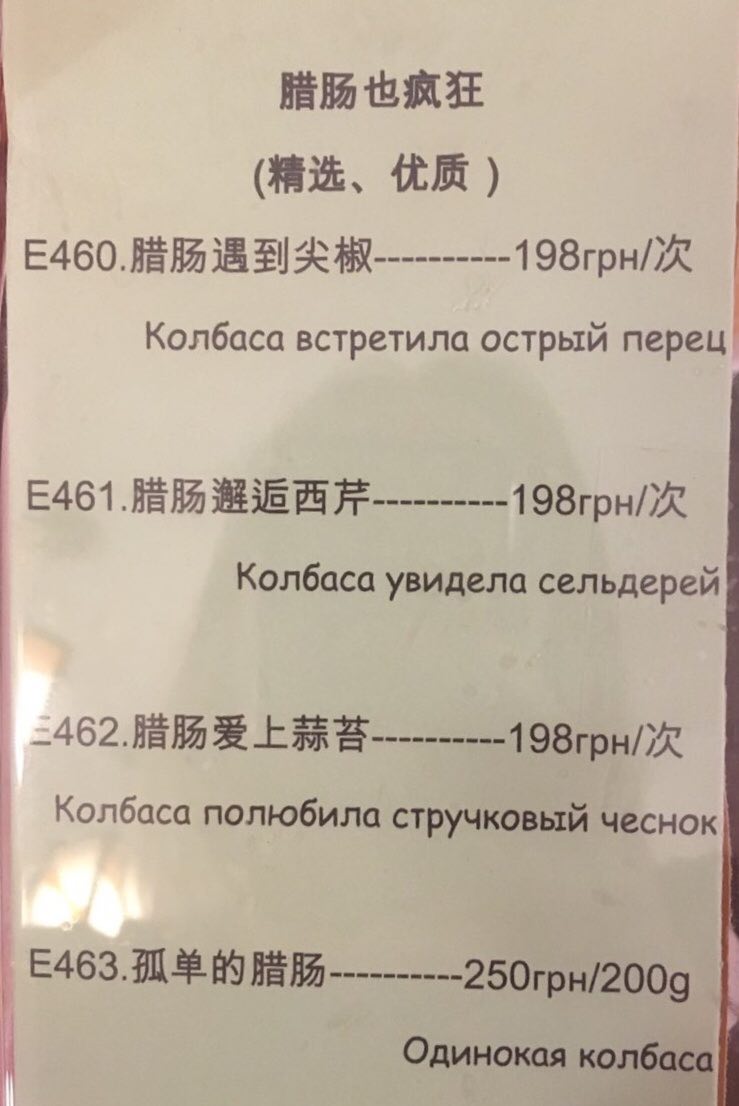 腊肠也疯狂
(精选、优质 )
E460.腊肠遇到尖椒----------198грн/次
Колбаса встретила острый перец
E461.腊肠邂逅西芹----------198грн/次
Колбаса увидела сельдерей
E462.腊肠爱上蒜苔----------198грн/次
Колбаса полюбила стручковый чеснок
E463.孤单的腊肠----------250грн/200g
Одинокая колбаса